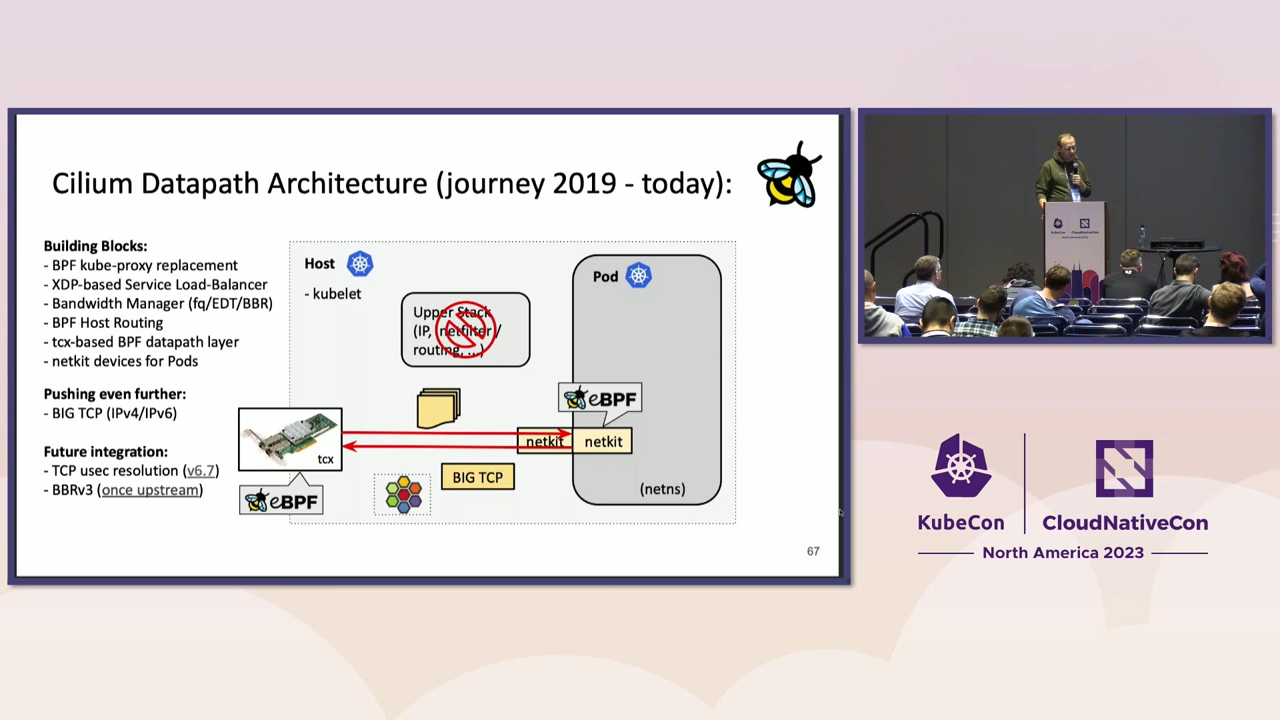 Cilium Datapath Architecture (journey 2019 - today):
Building Blocks:
- BPF kube-proxy replacement
- XDP-based Service Load-Balancer
- Bandwidth Manager (fq/EDT/BBR)
- BPF Host Routing
- tcx-based BPF datapath layer
- netkit devices for Pods
Pushing even further:
- BIG TCP (IPv4/IPv6)
Future integration:
- TCP usec resolution (v6.7)
- BBRv3 (once upstream)
Host
- kubelet
Upper Stack
(IP, netfilter /
routing, ...)
Pod
eBPF
netkit
netkit
tcx
eBPF
BIG TCP
(netns)
67
KubeCon
CloudNativeCon
KubeCon
CloudNativeCon
North America 2023